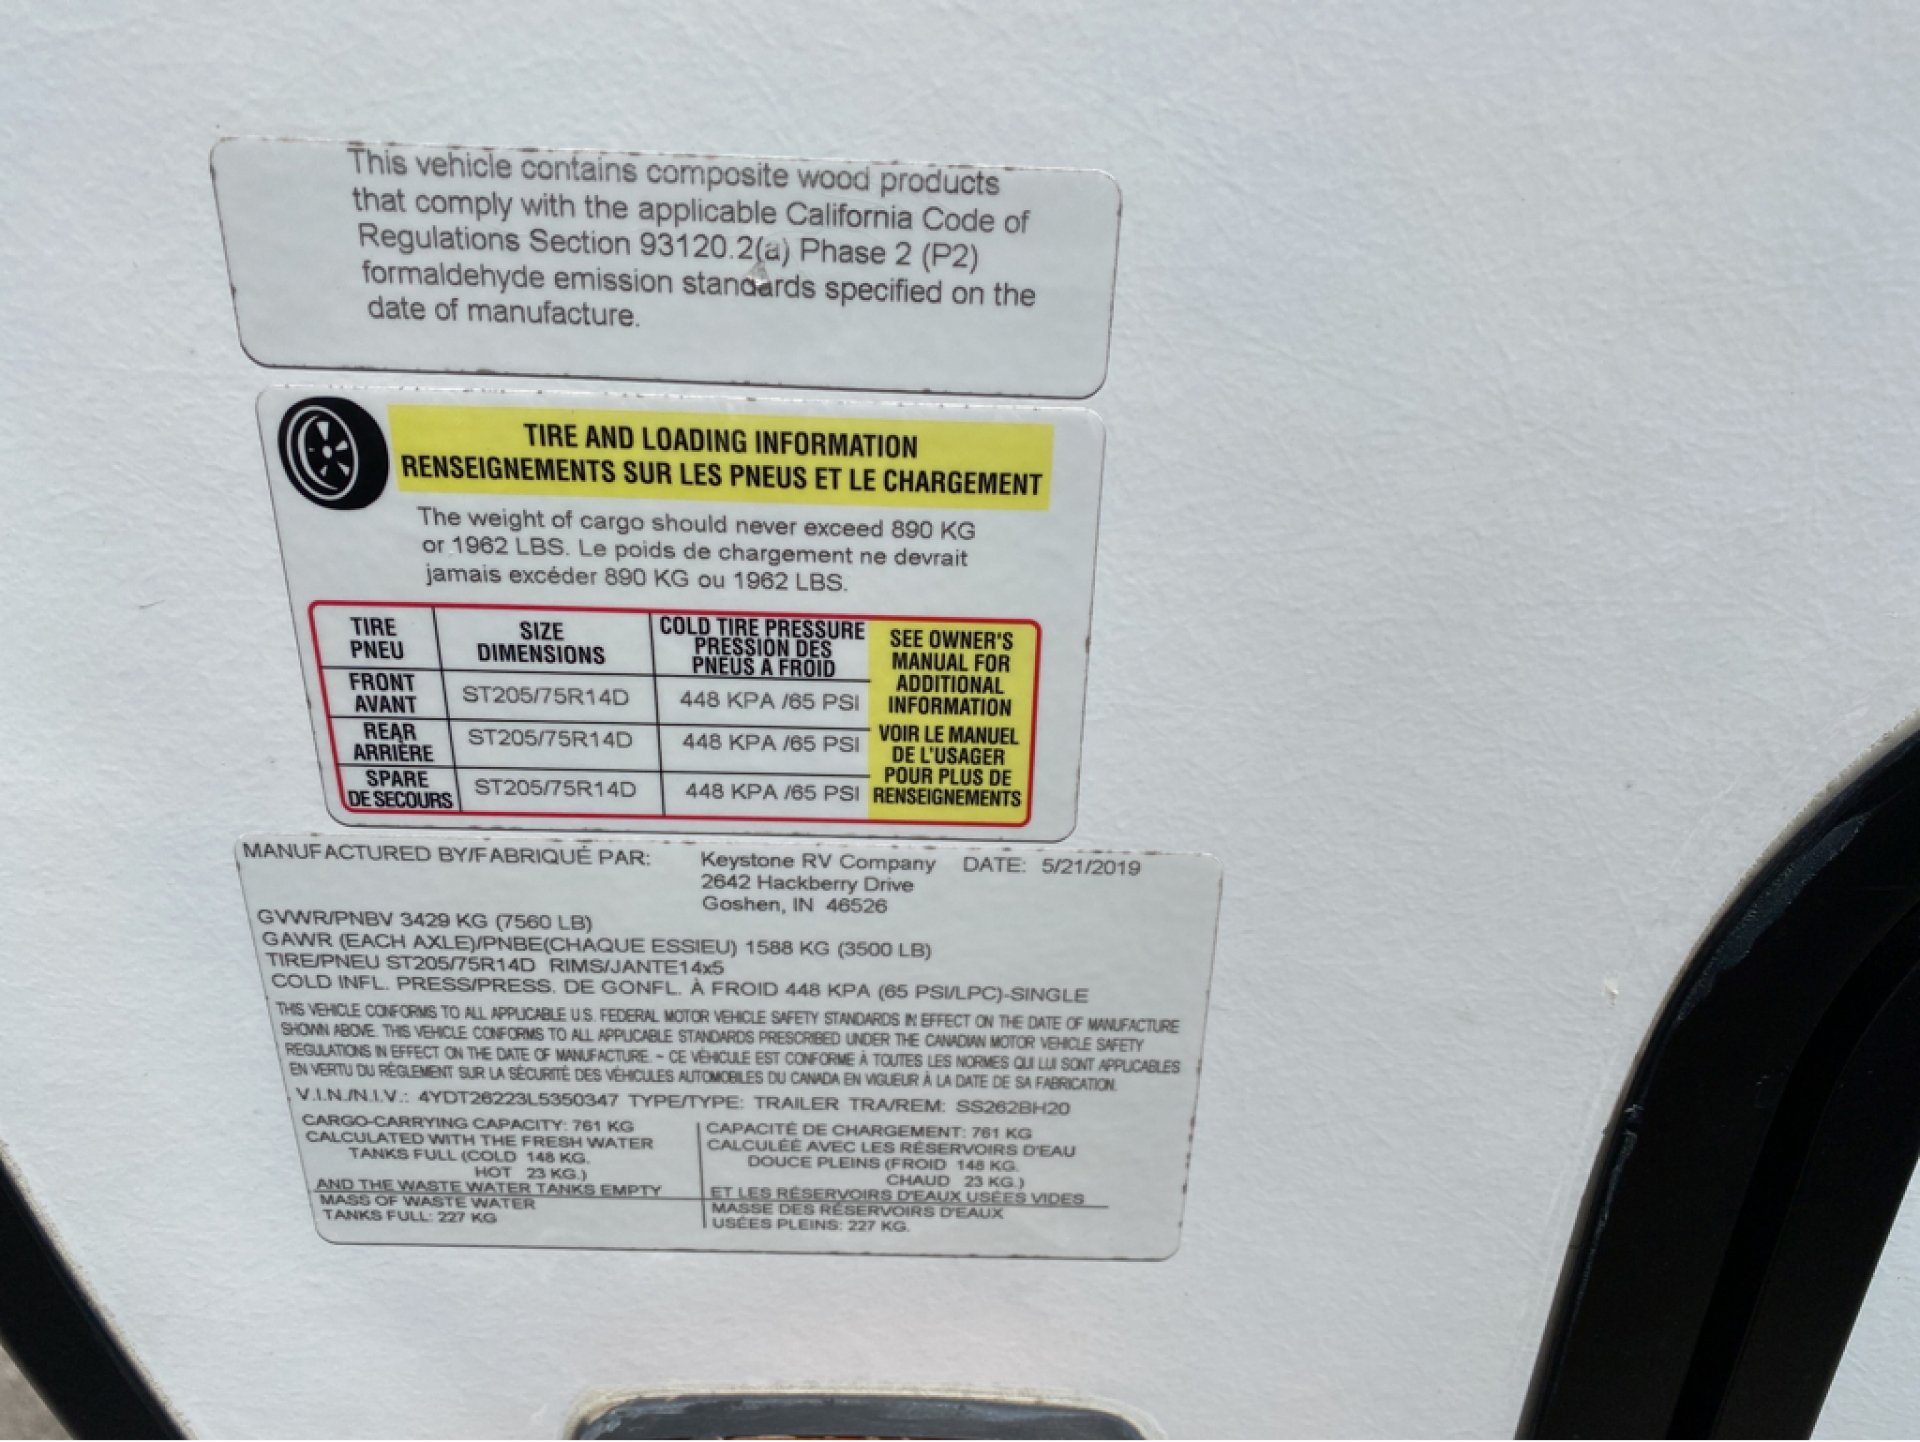 This vehicle contains composite wood products
that comply with the applicable California Code of
Regulations Section 93120.2(a) Phase 2 (P2)
formaldehyde emission standards specified on the
date of manufacture.
TIRE AND LOADING INFORMATION
RENSEIGNEMENTS SUR LES PNEUS ET LE CHARGEMENT
The weight of cargo should never exceed 890 KG
or 1962 LBS. Le poids de chargement ne devrait
jamais excéder 890 KG ou 1962 LBS.
TIRE
PNEU
SIZE
DIMENSIONS
COLD TIRE PRESSURE
PRESSION DES
PNEUS A FROID
FRONT
AVANT
ST205/75R14D
448 KPA /65 PSI
REAR
ARRIÈRE
ST205/75R14D
448 KPA /65 PSI
SPARE
DE SECOURS
ST205/75R14D
448 KPA /65 PSI
SEE OWNER'S
MANUAL FOR
ADDITIONAL
INFORMATION
VOIR LE MANUEL
DE L'USAGER
POUR PLUS DE
RENSEIGNEMENTS
MANUFACTURED BY/FABRIQUÉ PAR: Keystone RV Company DATE: 5/21/2019
2642 Hackberry Drive
Goshen, IN 46526
GVWR/PNBV 3429 KG (7560 LB)
GAWR (EACH AXLE)/PNBE(CHAQUE ESSIEU) 1588 KG (3500 LB)
TIRE/PNEU ST205/75R14D RIMS/JANTE14x5
COLD INFL. PRESS/PRESS. DE GONFL. À FROID 448 KPA (65 PSI/LPC)-SINGLE
THIS VEHICLE CONFORMS TO ALL APPLICABLE U.S. FEDERAL MOTOR VEHICLE SAFETY STANDARDS IN EFFECT ON THE DATE OF MANUFACTURE
SHOWN ABOVE. THIS VEHICLE CONFORMS TO ALL APPLICABLE STANDARDS PRESCRIBED UNDER THE CANADIAN MOTOR VEHICLE SAFETY
REGULATIONS IN EFFECT ON THE DATE OF MANUFACTURE. ~ CE VÉHICULE EST CONFORME À TOUTES LES NORMES QUI LUI SONT APPLICABLES
EN VERTU DU RÈGLEMENT SUR LA SÉCURITÉ DES VÉHICULES AUTOMOBILES DU CANADA EN VIGUEUR À LA DATE DE SA FABRICATION.
V.I.N./N.I.V.: 4YDT26223L5350347 TYPE/TYPE: TRAILER TRA/REM: SS262BH20
CARGO-CARRYING CAPACITY: 761 KG
CALCULATED WITH THE FRESH WATER
TANKS FULL (COLD 148 KG.
HOT 23 KG.)
AND THE WASTE WATER TANKS EMPTY
MASS OF WASTE WATER
TANKS FULL: 227 KG
CAPACITÉ DE CHARGEMENT: 761 KG
CALCULÉE AVEC LES RÉSERVOIRS D'EAU
DOUCE PLEINS (FROID 148 KG.
CHAUD 23 KG.)
ET LES RÉSERVOIRS D'EAUX USÉES VIDES
MASSE DES RÉSERVOIRS D'EAUX
USÉES PLEINS: 227 KG.